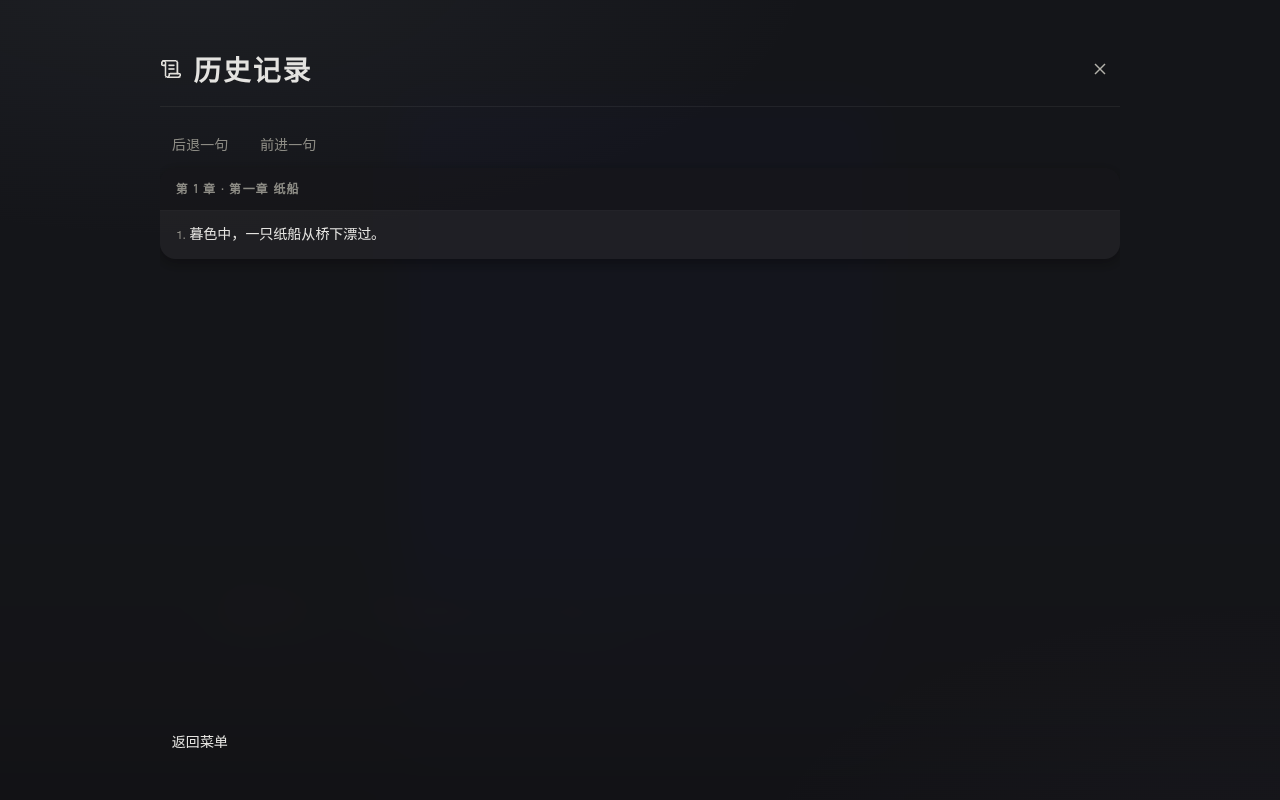 历史记录
后退一句 前进一句
第 1 章 · 第一章 纸船
1. 暮色中，一只纸船从桥下漂过。
返回菜单